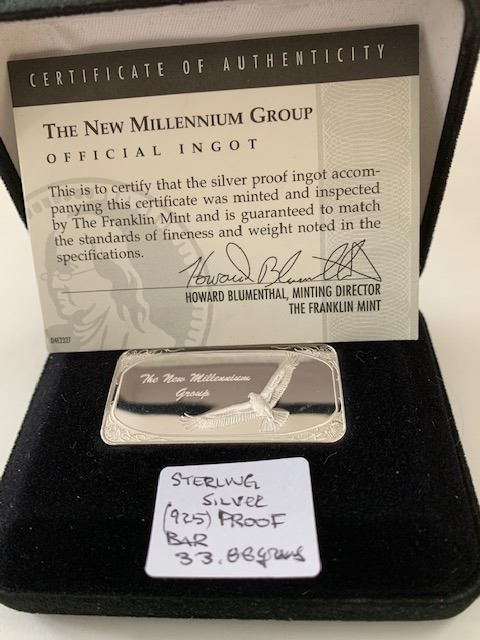 CERTIFICATE OF AUTHENTICITY
THE NEW MILLENNIUM GROUP
OFFICIAL INGOT
This is to certify that the silver proof ingot accom-
panying this certificate was minted and inspected
by The Franklin Mint and is guaranteed to match
the standards of fineness and weight noted in the
specifications.
Howard Blumenthal
HOWARD BLUMENTHAL, MINTING DIRECTOR
THE FRANKLIN MINT
The New Millennium
Group
STERLING
SILVER
(925) PROOF
BAR
33.88grams